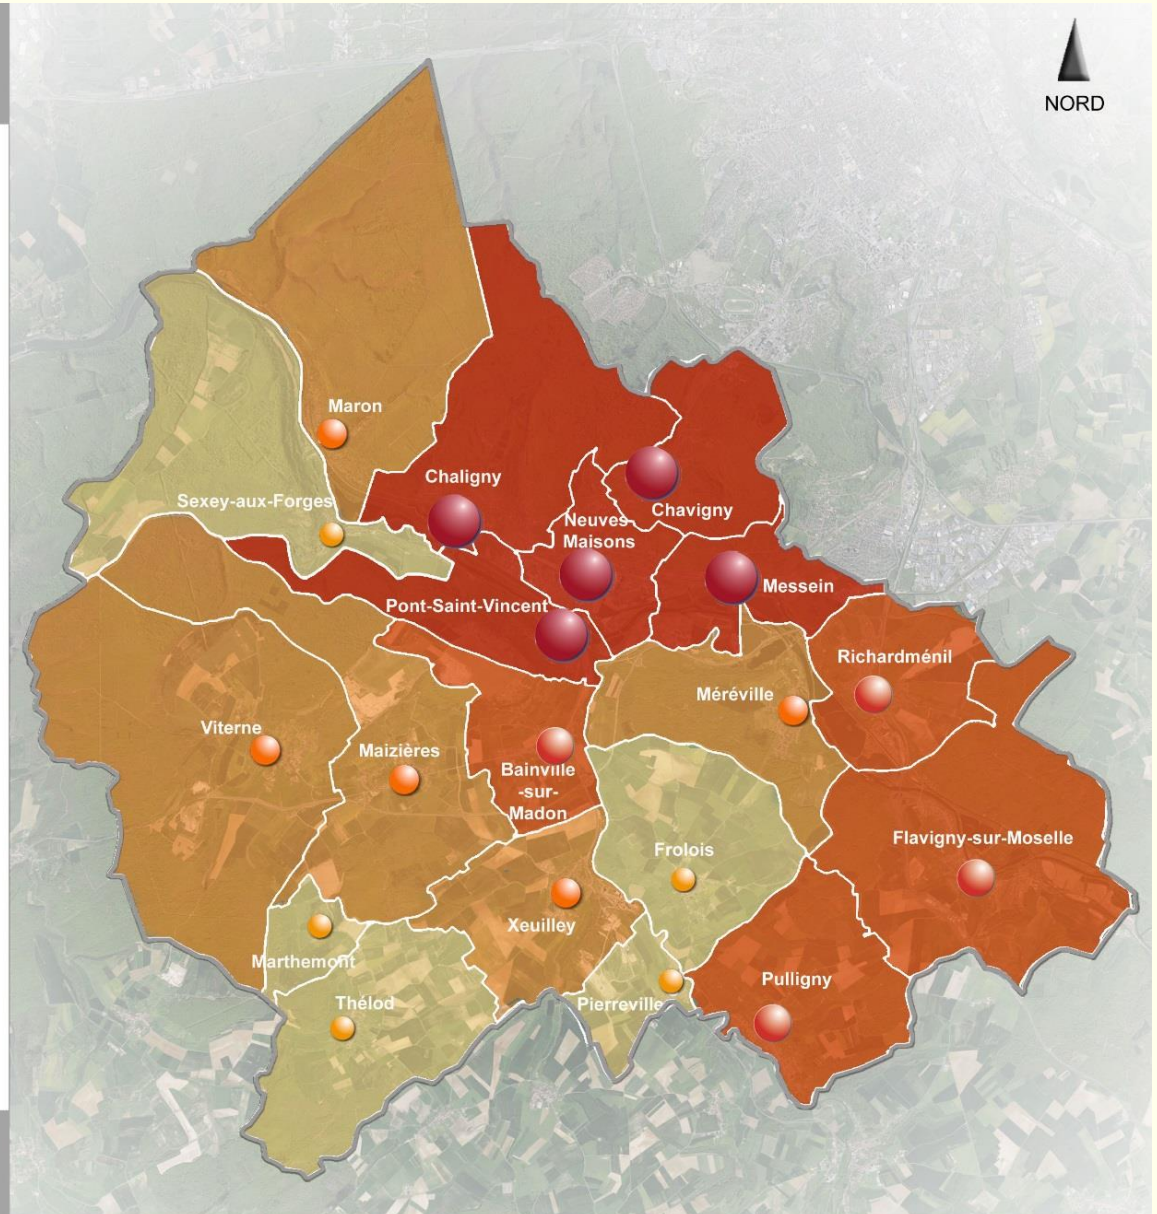 NORD
Maron
Chaligny
Sexey-aux-Forges
Chavigny
Neuves-
Maisons
Messein
Pont-Saint-Vincent
Richardménil
Méréville
Viterne
Maizières
Bainville
-sur-
Madon
Flavigny-sur-Moselle
Frolois
Xeuilley
Marthemont
Pulligny
Thélod
Pierreville